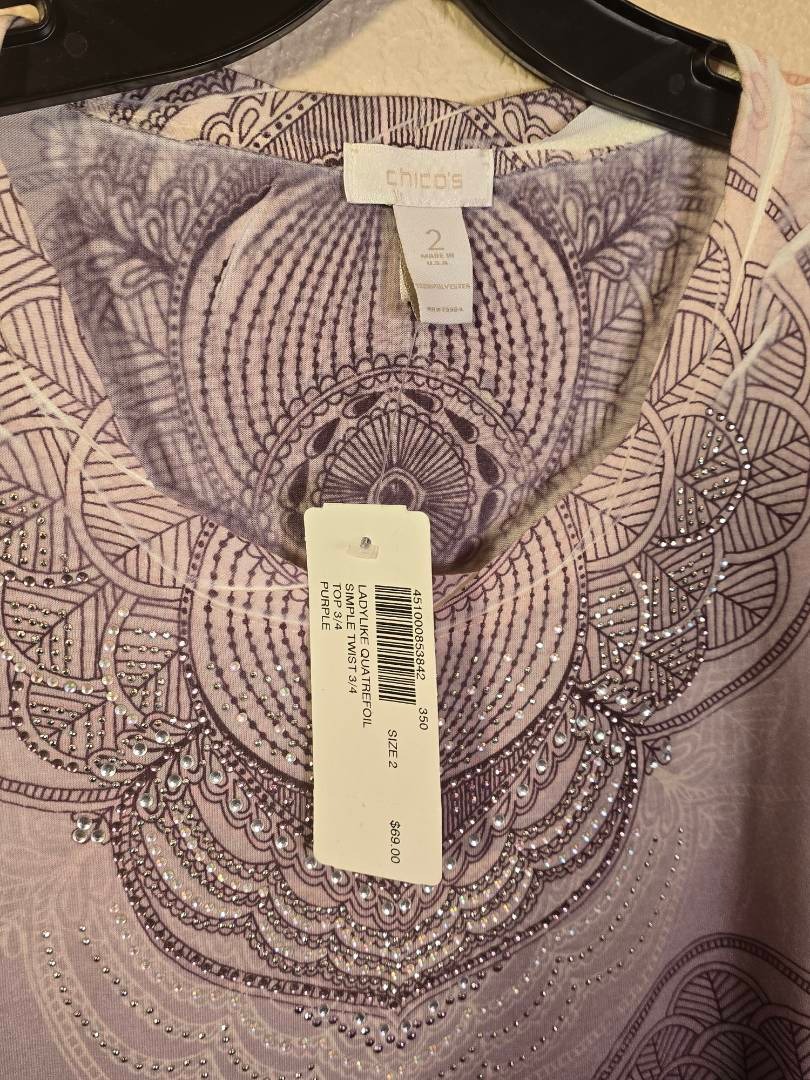 chico's
2
MADE IN
U.S.A
451000853842 350
SIZE 2 $69.00
LADYLIKE QUATREFOIL
SIMPLE TWIST 3/4
TOP 3/4
PURPLE